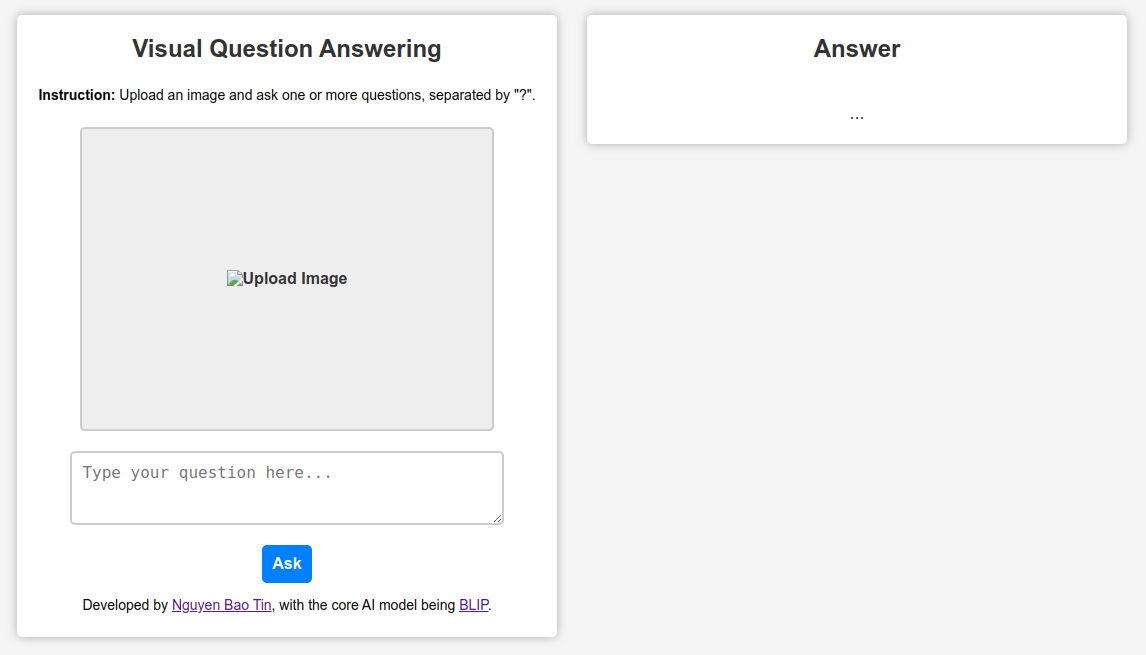 Visual Question Answering
Instruction: Upload an image and ask one or more questions, separated by "?".
Upload Image
Type your question here...
Ask
Developed by Nguyen Bao Tin, with the core AI model being BLIP.
Answer
...